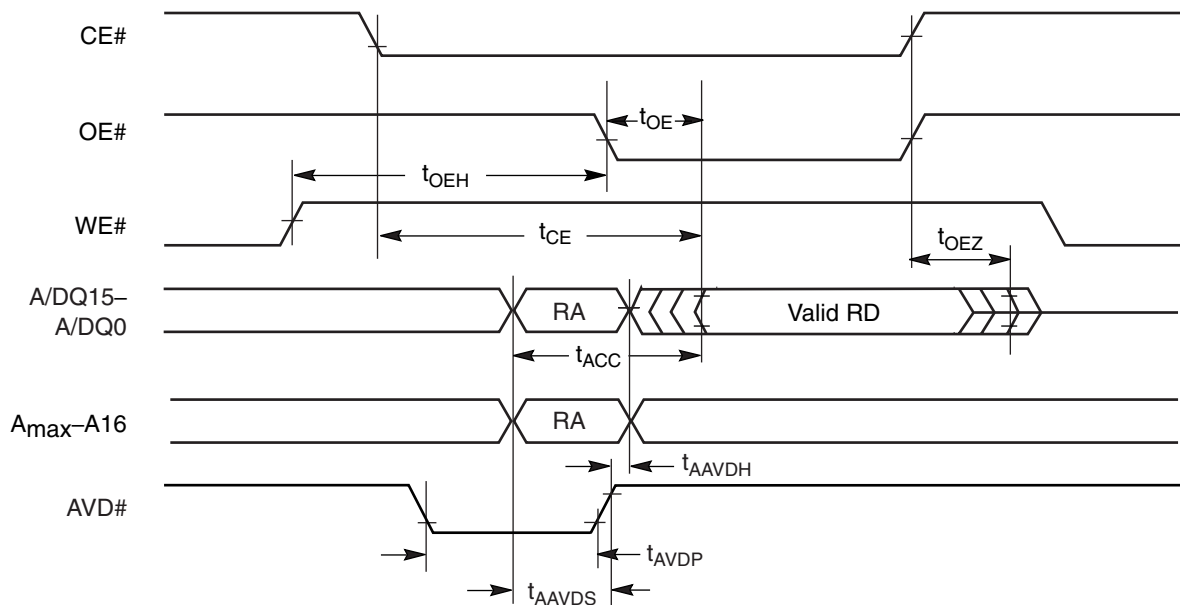 CE#
OE#
tOE
tOEH
WE#
tCE
tOEZ
A/DQ15–
A/DQ0
RA
Valid RD
tACC
Amax–A16
RA
tAAVDH
AVD#
tAVDP
tAAVDS